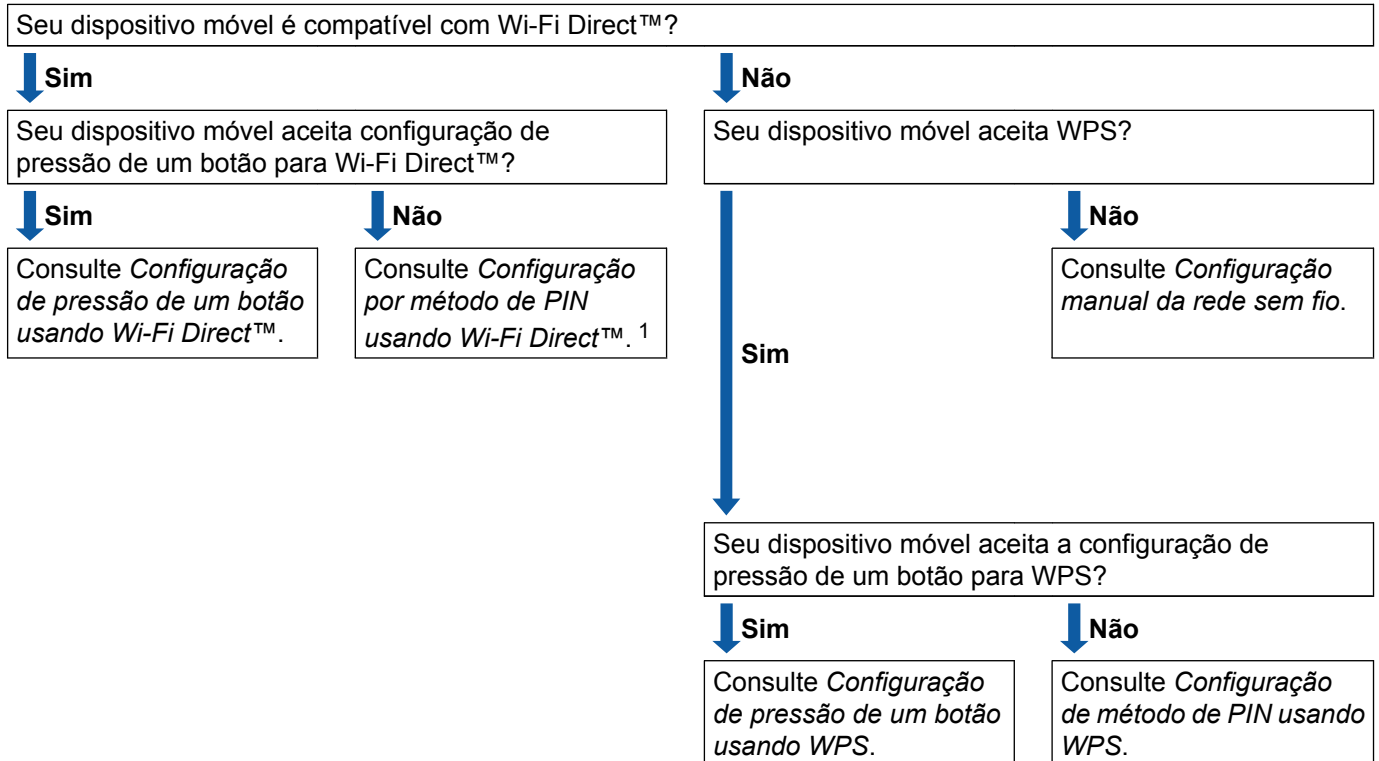 Seu dispositivo móvel é compatível com Wi-Fi Direct™?
Sim
Não
Seu dispositivo móvel aceita configuração de
pressão de um botão para Wi-Fi Direct™?
Seu dispositivo móvel aceita WPS?
Sim
Não
Não
Consulte Configuração
de pressão de um botão
usando Wi-Fi Direct™.
Consulte Configuração
por método de PIN
usando Wi-Fi Direct™. 1
Consulte Configuração
manual da rede sem fio.
Sim
Seu dispositivo móvel aceita a configuração de
pressão de um botão para WPS?
Sim
Não
Consulte Configuração
de pressão de um botão
usando WPS.
Consulte Configuração
de método de PIN usando
WPS.